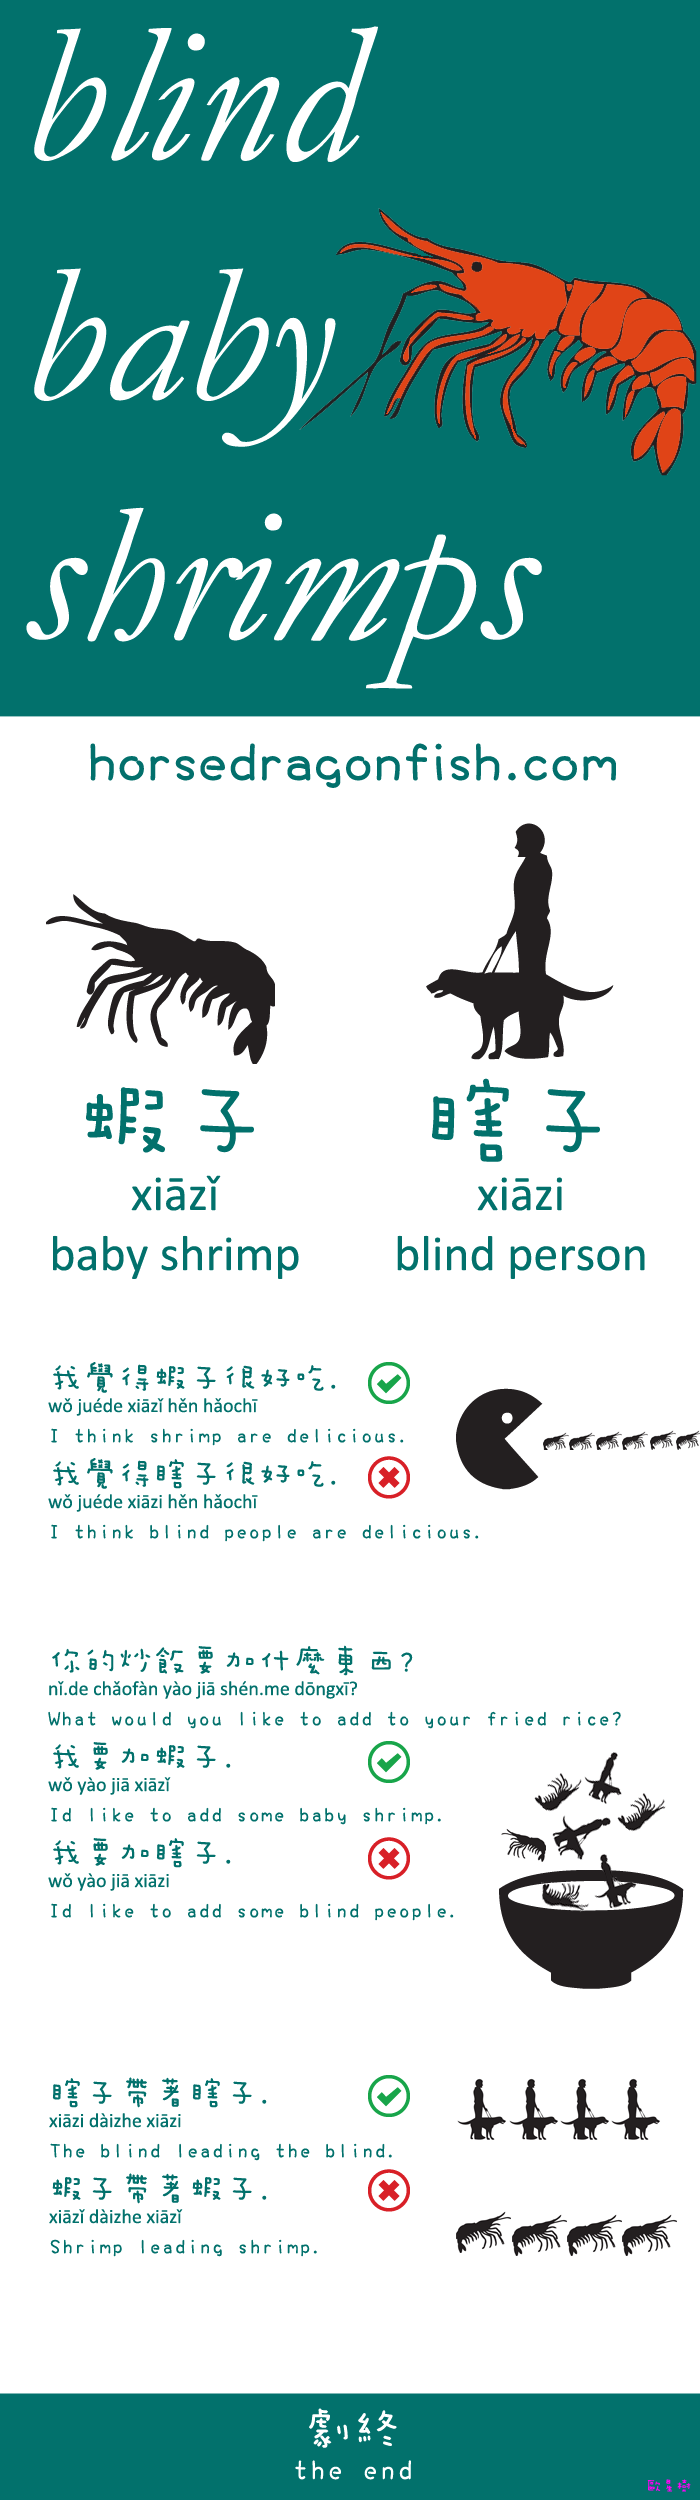 blind
baby
shrimps
horsedragonfish.com
蝦子 瞎子
xiāzǐ xiāzi
baby shrimp blind person
我覺得蝦子很好吃.
wǒ juéde xiāzǐ hěn hǎochī
I think shrimp are delicious.
我覺得瞎子很好吃.
wǒ juéde xiāzi hěn hǎochī
I think blind people are delicious.
你的炒飯要加什麼東西?
nǐ.de chǎofàn yào jiā shén.me dōngxī?
What would you like to add to your fried rice?
我要加蝦子.
wǒ yào jiā xiāzǐ
Id like to add some baby shrimp.
我要加瞎子.
wǒ yào jiā xiāzi
Id like to add some blind people.
瞎子帶著瞎子.
xiāzi dàizhe xiāzi
The blind leading the blind.
蝦子帶著蝦子.
xiāzǐ dàizhe xiāzǐ
Shrimp leading shrimp.
劇終
the end